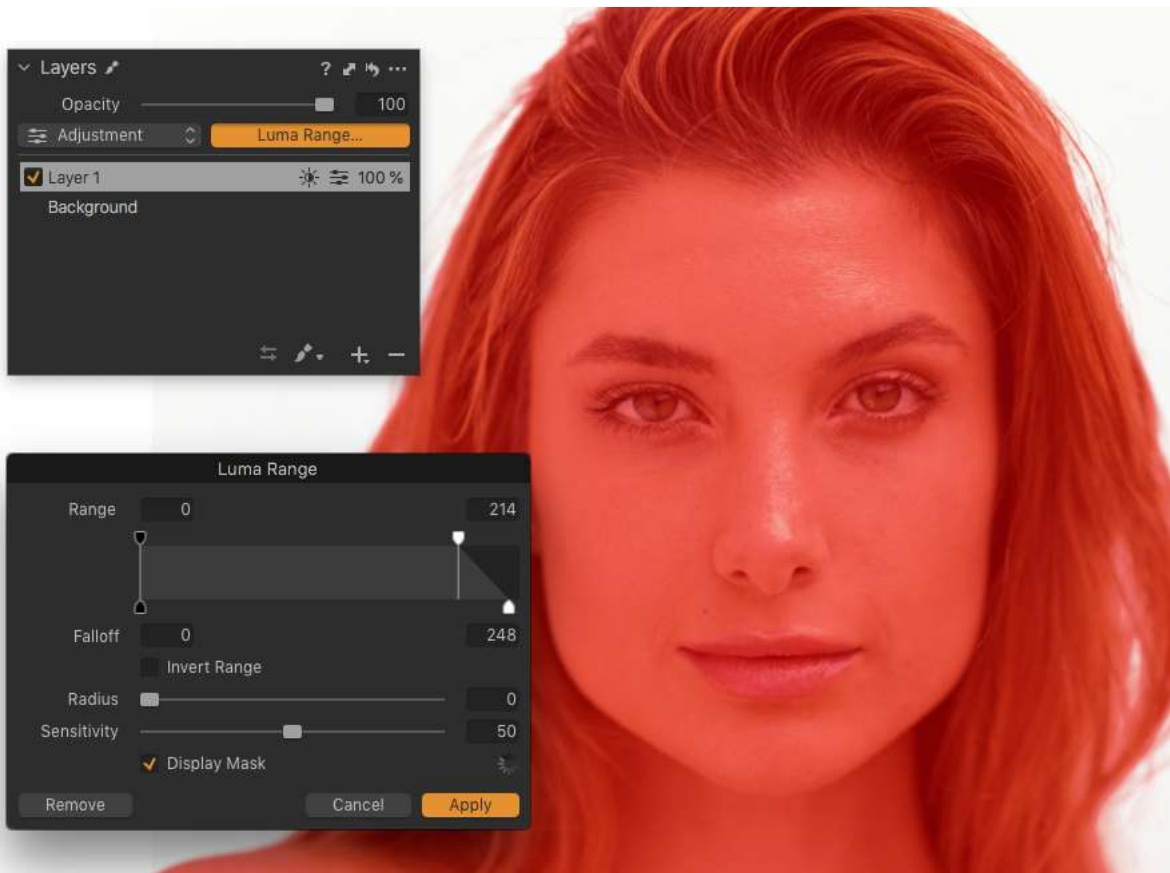 Layers
?
Opacity 100
Adjustment Luma Range...
Layer 1 100 %
Background
Luma Range
Range 0 214
Falloff 0 248
Invert Range
Radius 0
Sensitivity 50
Display Mask
Remove Cancel Apply